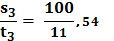 s₃/t₃ = 100/11 , 54